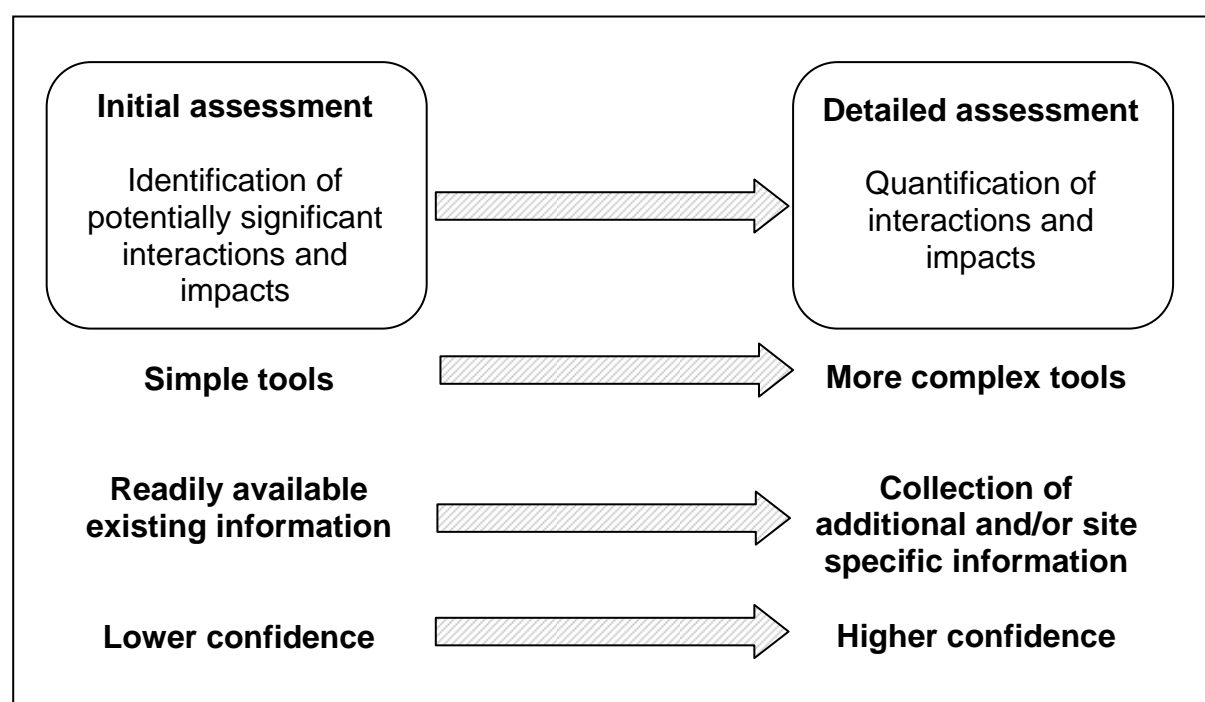 Initial assessment
Identification of
potentially significant
interactions and
impacts
Detailed assessment
Quantification of
interactions and
impacts
Simple tools
More complex tools
Readily available
existing information
Collection of
additional and/or site
specific information
Lower confidence
Higher confidence